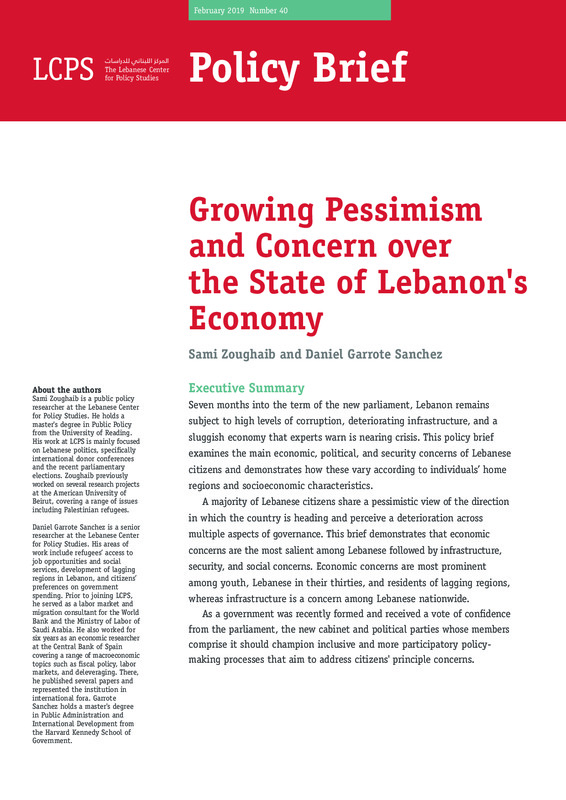 February 2019 Number 40
LCPS
المركز اللبناني للدراسات
The Lebanese Center
for Policy Studies
Policy Brief
Growing Pessimism
and Concern over
the State of Lebanon's
Economy
Sami Zoughaib and Daniel Garrote Sanchez
About the authors
Sami Zoughaib is a public policy
researcher at the Lebanese Center
for Policy Studies. He holds a
master's degree in Public Policy
from the University of Reading.
His work at LCPS is mainly focused
on Lebanese politics, specifically
international donor conferences
and the recent parliamentary
elections. Zoughaib previously
worked on several research projects
at the American University of
Beirut, covering a range of issues
including Palestinian refugees.
Daniel Garrote Sanchez is a senior
researcher at the Lebanese Center
for Policy Studies. His areas of
work include refugees' access to
job opportunities and social
services, development of lagging
regions in Lebanon, and citizens'
preferences on government
spending. Prior to joining LCPS,
he served as a labor market and
migration consultant for the World
Bank and the Ministry of Labor of
Saudi Arabia. He also worked for
six years as an economic researcher
at the Central Bank of Spain
covering a range of macroeconomic
topics such as fiscal policy, labor
markets, and deleveraging. There,
he published several papers and
represented the institution in
international fora. Garrote
Sanchez holds a master's degree
in Public Administration and
International Development from
the Harvard Kennedy School of
Government.
Executive Summary
Seven months into the term of the new parliament, Lebanon remains
subject to high levels of corruption, deteriorating infrastructure, and a
sluggish economy that experts warn is nearing crisis. This policy brief
examines the main economic, political, and security concerns of Lebanese
citizens and demonstrates how these vary according to individuals' home
regions and socioeconomic characteristics.
A majority of Lebanese citizens share a pessimistic view of the direction
in which the country is heading and perceive a deterioration across
multiple aspects of governance. This brief demonstrates that economic
concerns are the most salient among Lebanese followed by infrastructure,
security, and social concerns. Economic concerns are most prominent
among youth, Lebanese in their thirties, and residents of lagging regions,
whereas infrastructure is a concern among Lebanese nationwide.
As a government was recently formed and received a vote of confidence
from the parliament, the new cabinet and political parties whose members
comprise it should champion inclusive and more participatory policy-
making processes that aim to address citizens' principle concerns.